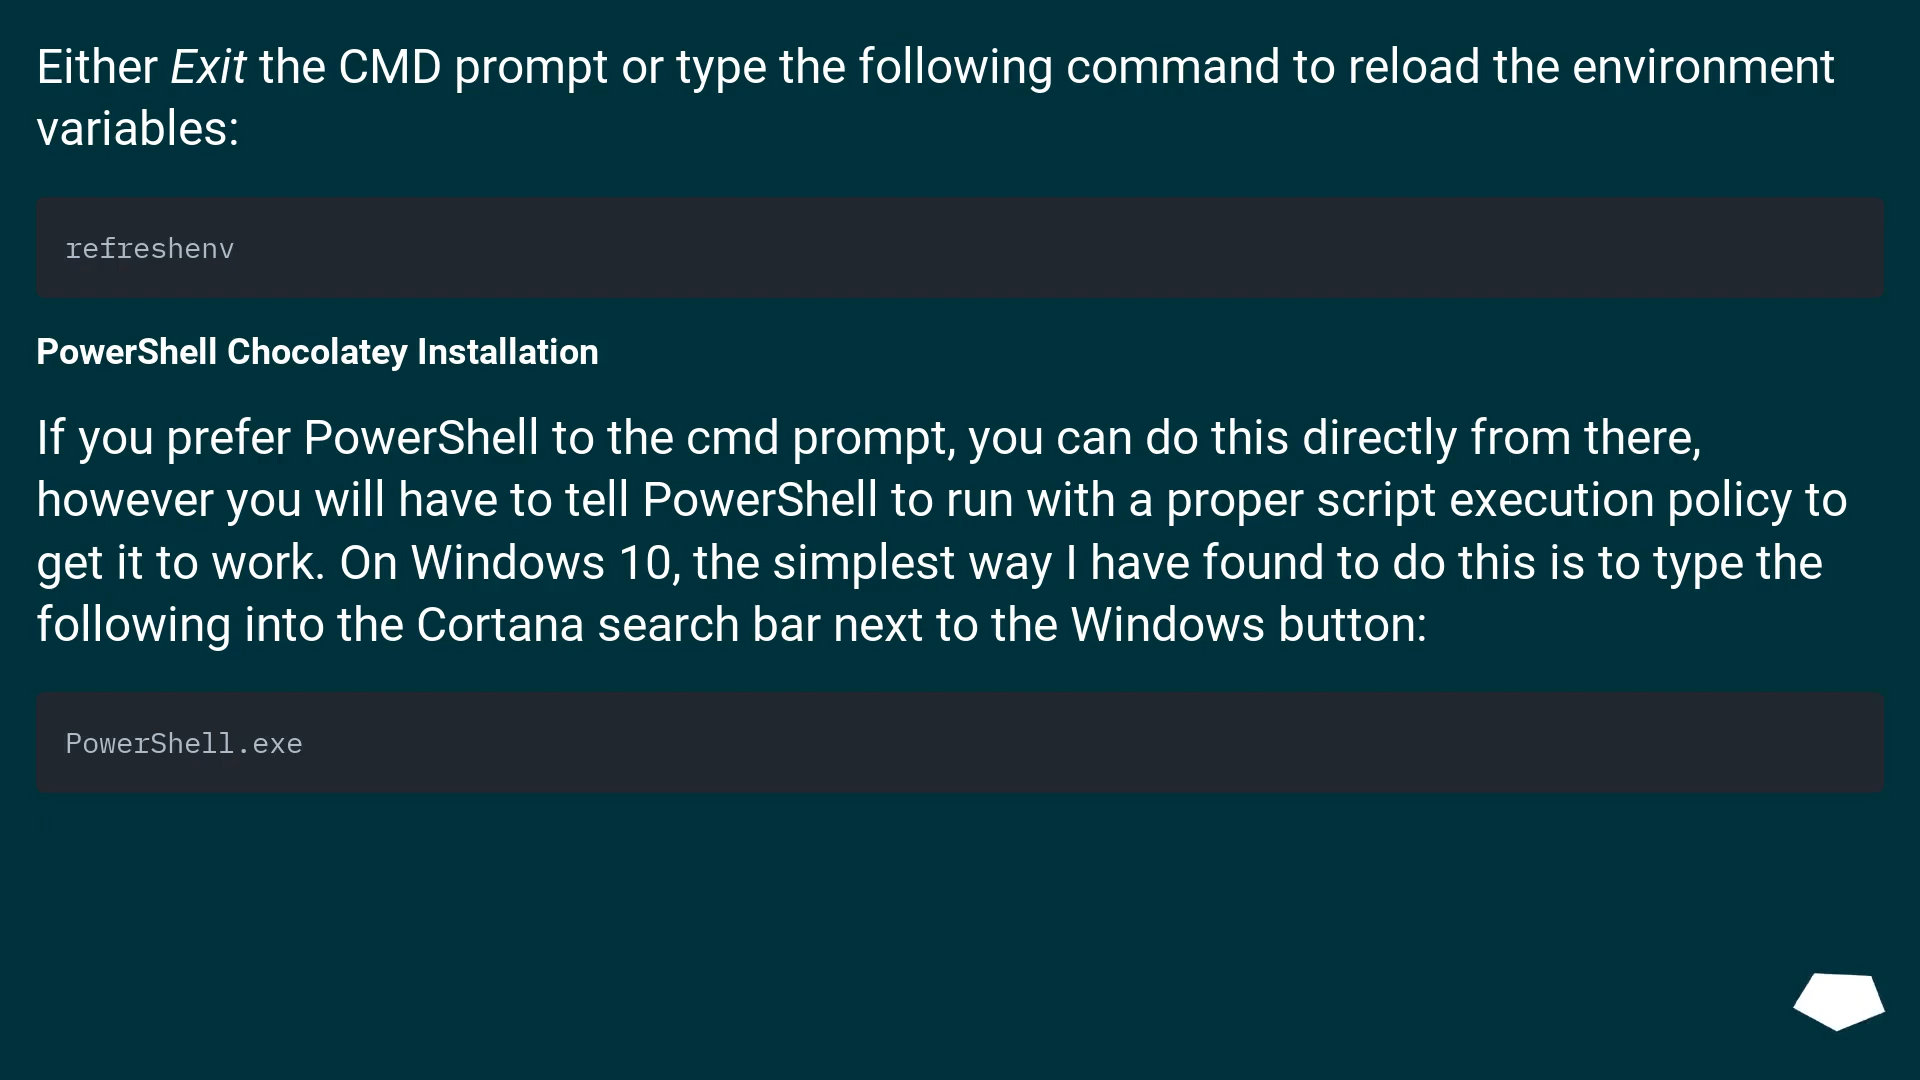 Either Exit the CMD prompt or type the following command to reload the environment
variables:
refreshenv
PowerShell Chocolatey Installation
If you prefer PowerShell to the cmd prompt, you can do this directly from there,
however you will have to tell PowerShell to run with a proper script execution policy to
get it to work. On Windows 10, the simplest way I have found to do this is to type the
following into the Cortana search bar next to the Windows button:
PowerShell.exe